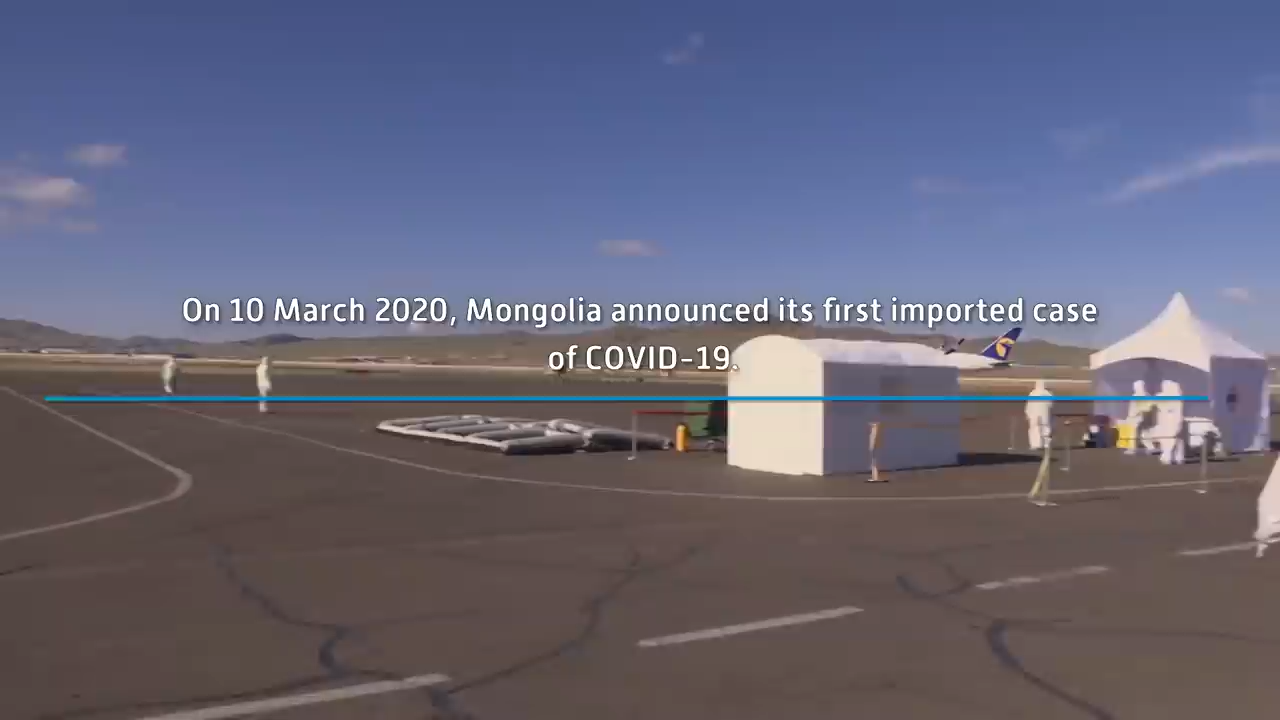 On 10 March 2020, Mongolia announced its first imported case
of COVID-19.